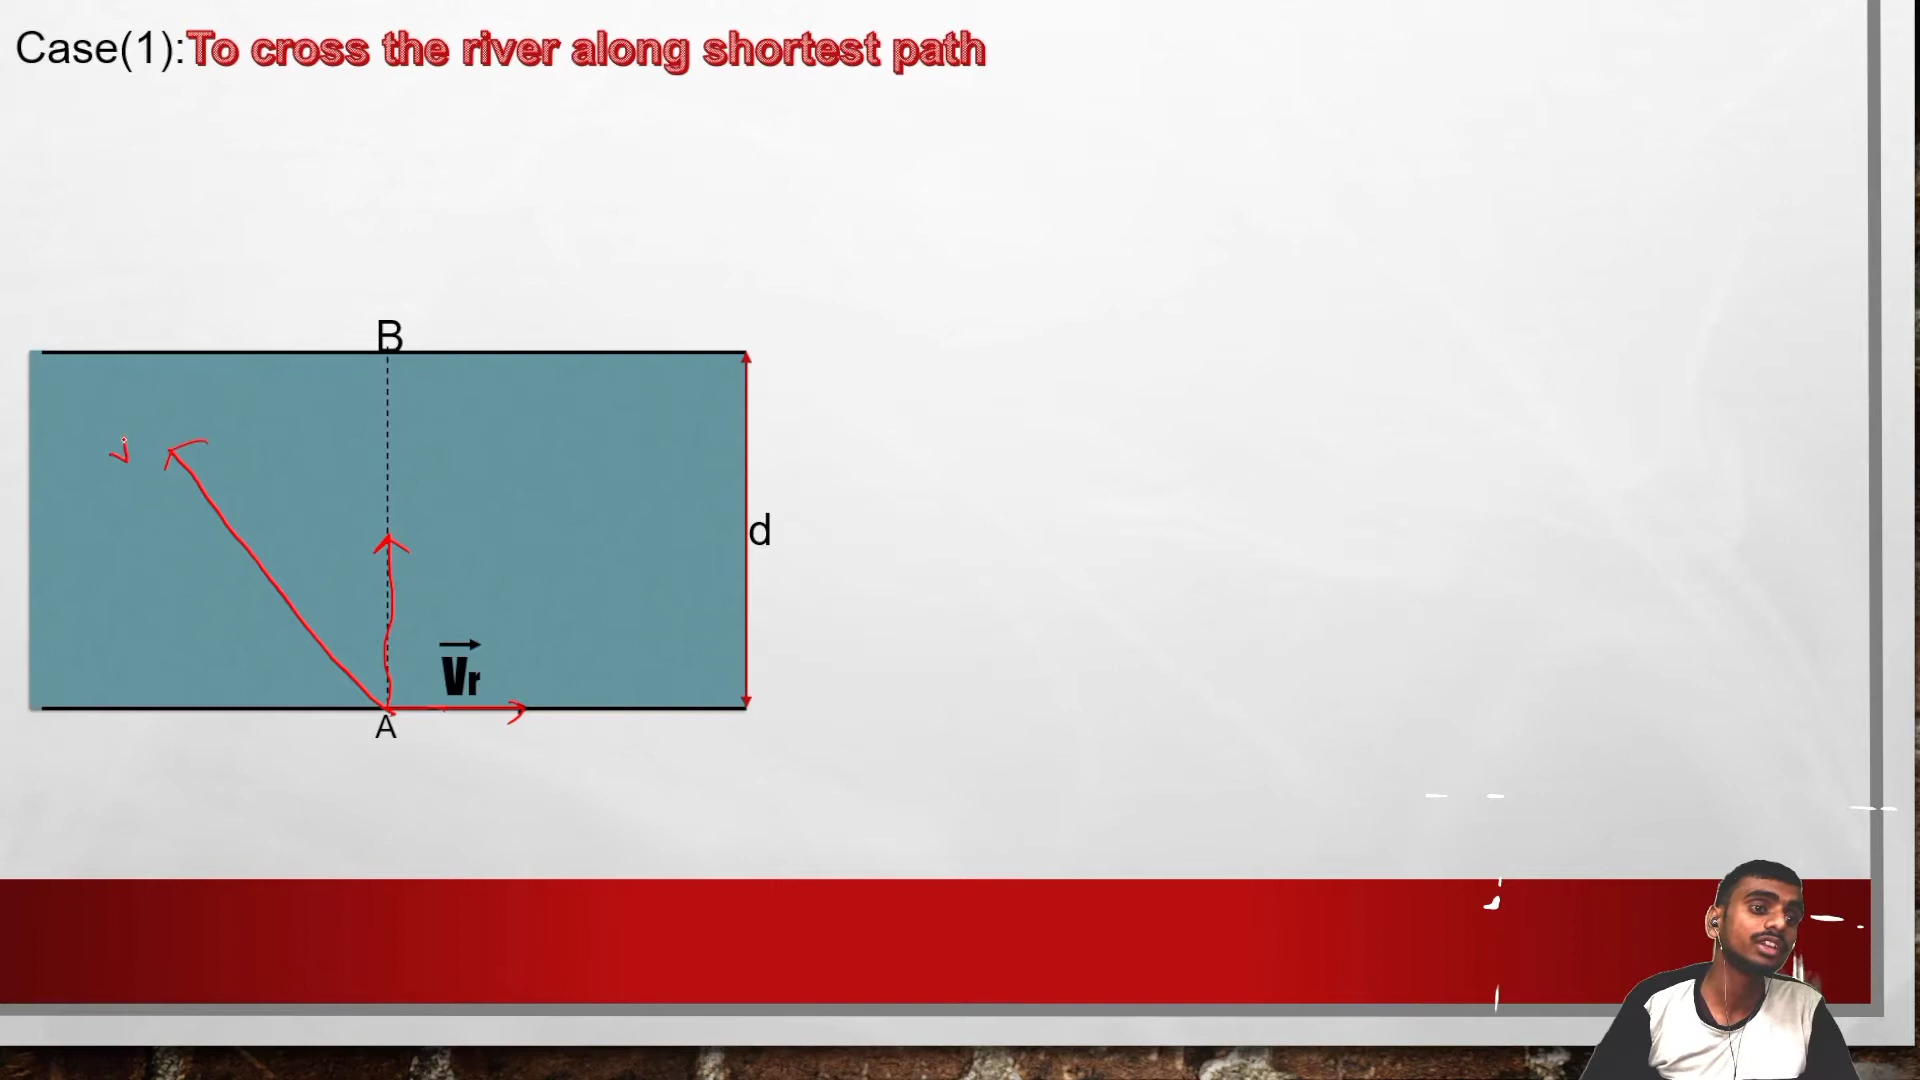 Case(1):To cross the river along shortest path
B
v
d
Vr
A